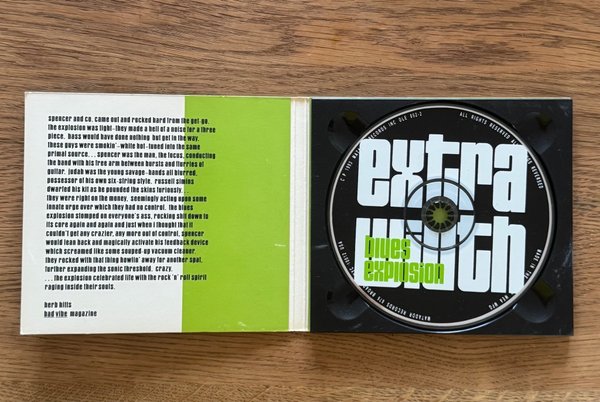 spencer and co. came out and rocked hard from the get-go.
the explosion was tight-they made a hell of a noise for a three
piece. bass would have done nothing but get in the way.
these guys were smokin'-white hot-tuned into the same
primal source... spencer was the man, the focus, conducting
the band with his free arm between bursts and flurries of
guitar. judah was the young savage-hands all blurred,
possesser of his own six-string style. russell simins
dwarfed his kit as he pounded the skins furiously...
they were right on the money, seemingly acting upon some
innate urge over which they had no control. the blues
explosion stomped on everyone's ass, rocking shit down to
its core again and again and just when I thought that it
couldn't get any crazier, any more out of control, spencer
would lean back and magically activate his feedback device
which screamed like some souped-up vacuum cleaner.
they rocked with that thing howlin' away for another spat,
further expanding the sonic threshold. crazy.
...the explosion celebrated life with the rock 'n' roll spirit
raging inside their souls.
herb hills
bad vibe magazine
extra
width
blues
explosion
ALL RIGHTS RESERVED
MATADOR RECORDS